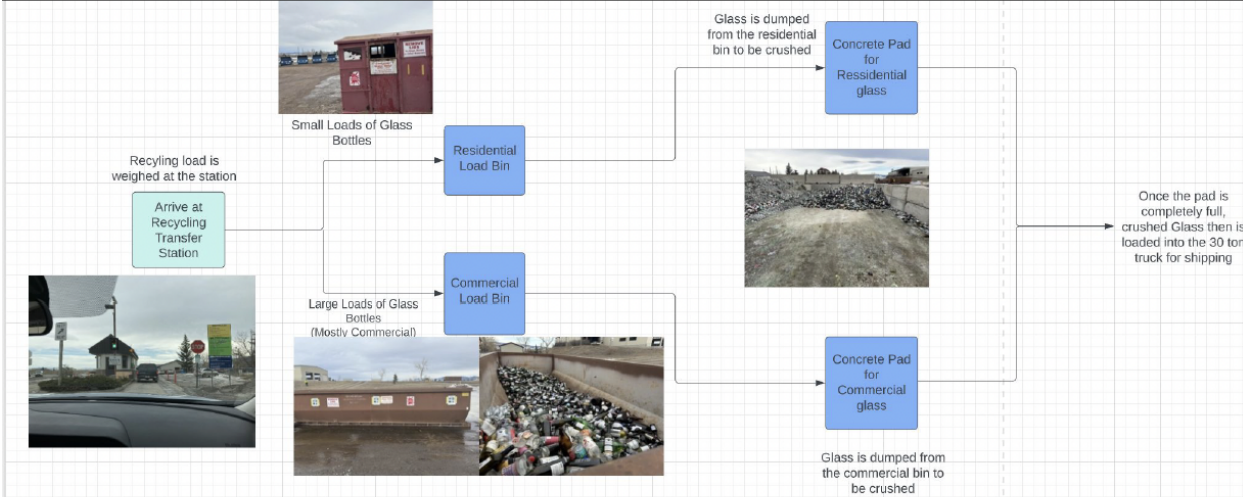 Recyling load is
weighed at the station
Arrive at
Recycling
Transfer
Station
Small Loads of Glass
Bottles
Residential
Load Bin
Large Loads of Glass
Bottles
(Mostly Commercial)
Commercial
Load Bin
Glass is dumped
from the residential
bin to be crushed
Concrete Pad
for
Ressidential
glass
Concrete Pad
for
Commercial
glass
Glass is dumped from
the commercial bin to
be crushed
Once the pad is
completely full,
crushed Glass then is
loaded into the 30 ton
truck for shipping